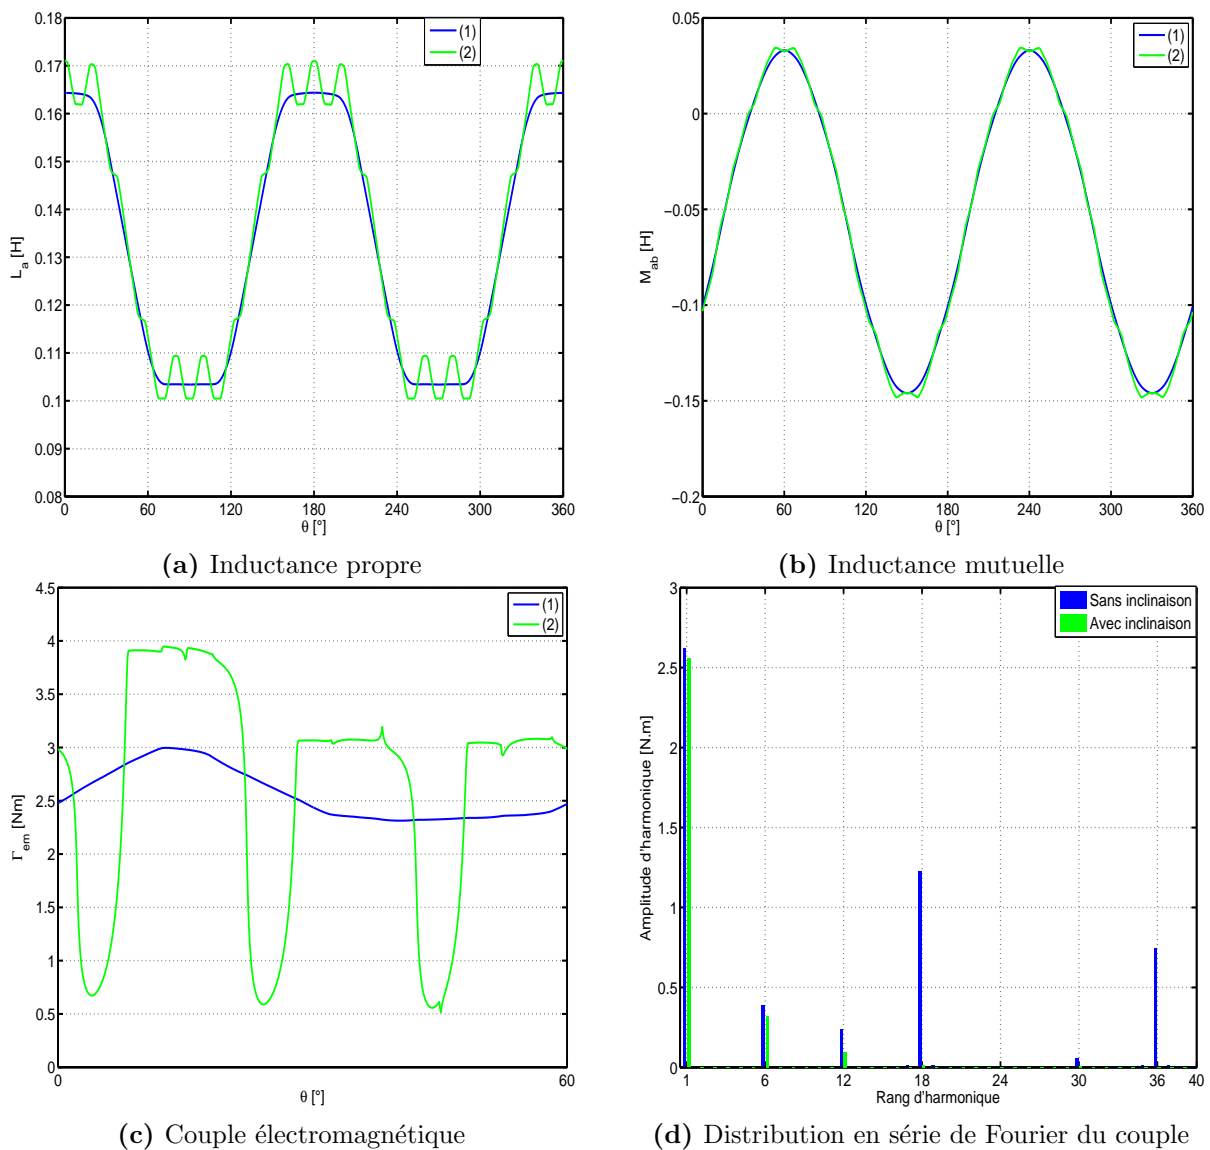 0.18
0.17
0.16
0.15
0.14
0.13
0.12
0.11
0.1
0.09
0.08
L_a [H]
0 60 120 180 240 300 360
θ [°]
(1)
(2)
(a) Inductance propre
0.05
0
−0.05
−0.1
−0.15
−0.2
M_ab [H]
0 60 120 180 240 300 360
θ [°]
(1)
(2)
(b) Inductance mutuelle
4.5
4
3.5
3
2.5
2
1.5
1
0.5
0
Γ_em [Nm]
0 60
θ [°]
(1)
(2)
(c) Couple électromagnétique
3
2.5
2
1.5
1
0.5
0
Amplitude d'harmonique [N.m]
1 6 12 18 24 30 36 40
Rang d'harmonique
Sans inclinaison
Avec inclinaison
(d) Distribution en série de Fourier du couple